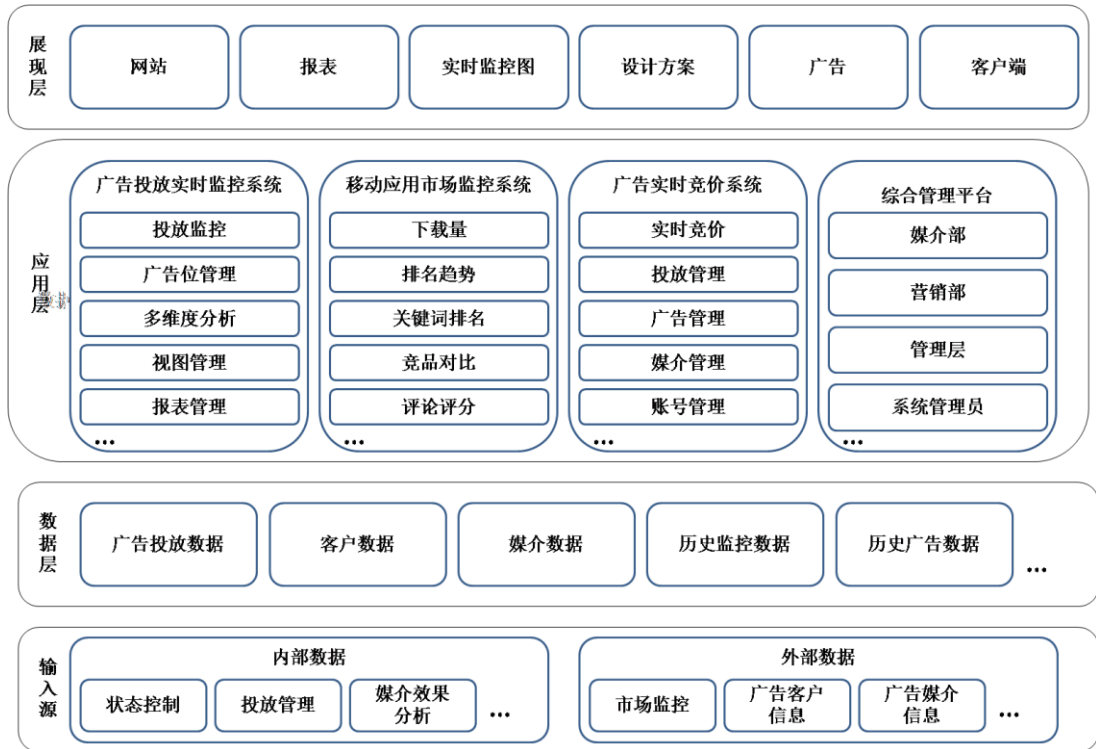 展现层
网站
报表
实时监控图
设计方案
广告
客户端
应用层
广告投放实时监控系统
投放监控
广告位管理
多维度分析
视图管理
报表管理
...
移动应用市场监控系统
下载量
排名趋势
关键词排名
竞品对比
评论评分
...
广告实时竞价系统
实时竞价
投放管理
广告管理
媒介管理
账号管理
...
综合管理平台
媒介部
营销部
管理层
系统管理员
...
数据层
广告投放数据
客户数据
媒介数据
历史监控数据
历史广告数据
...
输入源
内部数据
状态控制
投放管理
媒介效果
分析
...
外部数据
市场监控
广告客户
信息
广告媒介
信息
...